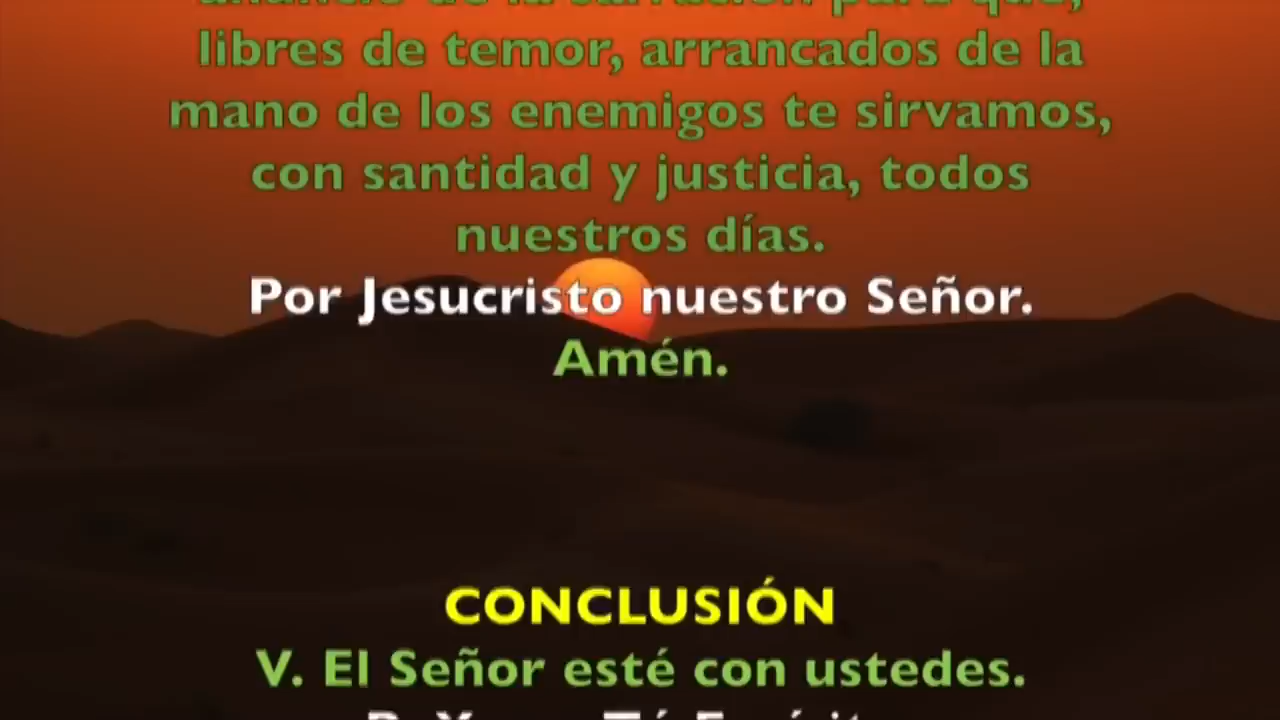 libres de temor, arrancados de la
mano de los enemigos te sirvamos,
con santidad y justicia, todos
nuestros días.
Por Jesucristo nuestro Señor.
Amén.
CONCLUSIÓN
V. El Señor esté con ustedes.